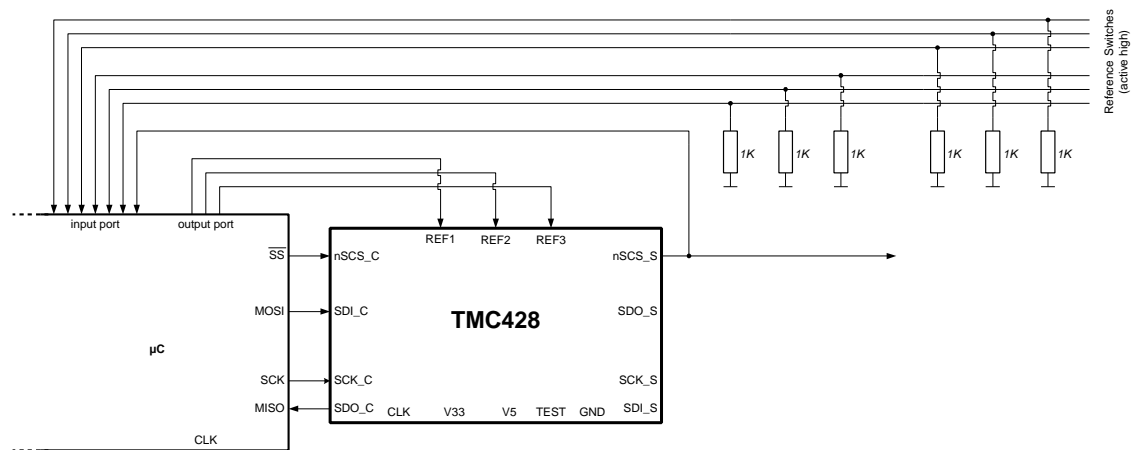 Reference Switches
(active high)
1K
1K
1K
1K
1K
1K
input port
output port
REF1
REF2
REF3
SS
nSCS_C
nSCS_S
MOSI
SDI_C
SDO_S
TMC428
µC
SCK
SCK_C
SCK_S
MISO
SDO_C
CLK
V33
V5
TEST
GND
SDI_S
CLK